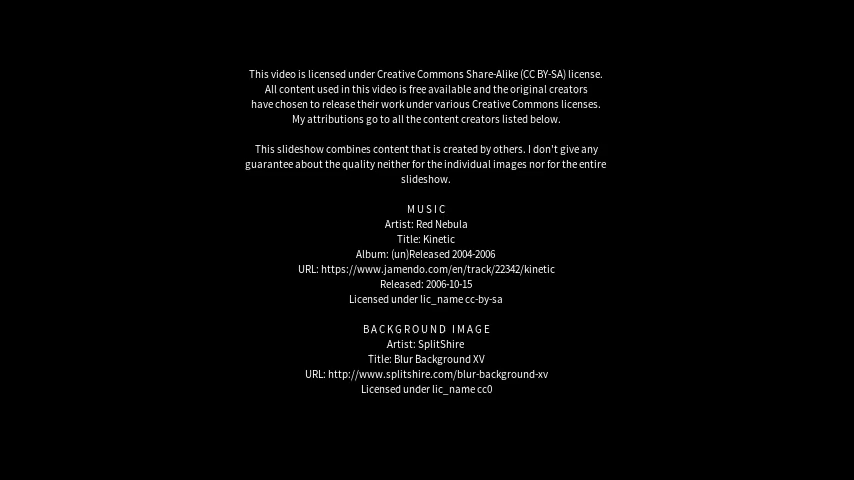 This video is licensed under Creative Commons Share-Alike (CC BY-SA) license.
All content used in this video is free available and the original creators
have chosen to release their work under various Creative Commons licenses.
My attributions go to all the content creators listed below.
This slideshow combines content that is created by others. I don't give any
guarantee about the quality neither for the individual images nor for the entire
slideshow.
MUSIC
Artist: Red Nebula
Title: Kinetic
Album: (un)Released 2004-2006
URL: https://www.jamendo.com/en/track/22342/kinetic
Released: 2006-10-15
Licensed under lic_name cc-by-sa
BACKGROUND IMAGE
Artist: SplitShire
Title: Blur Background XV
URL: http://www.splitshire.com/blur-background-xv
Licensed under lic_name cc0